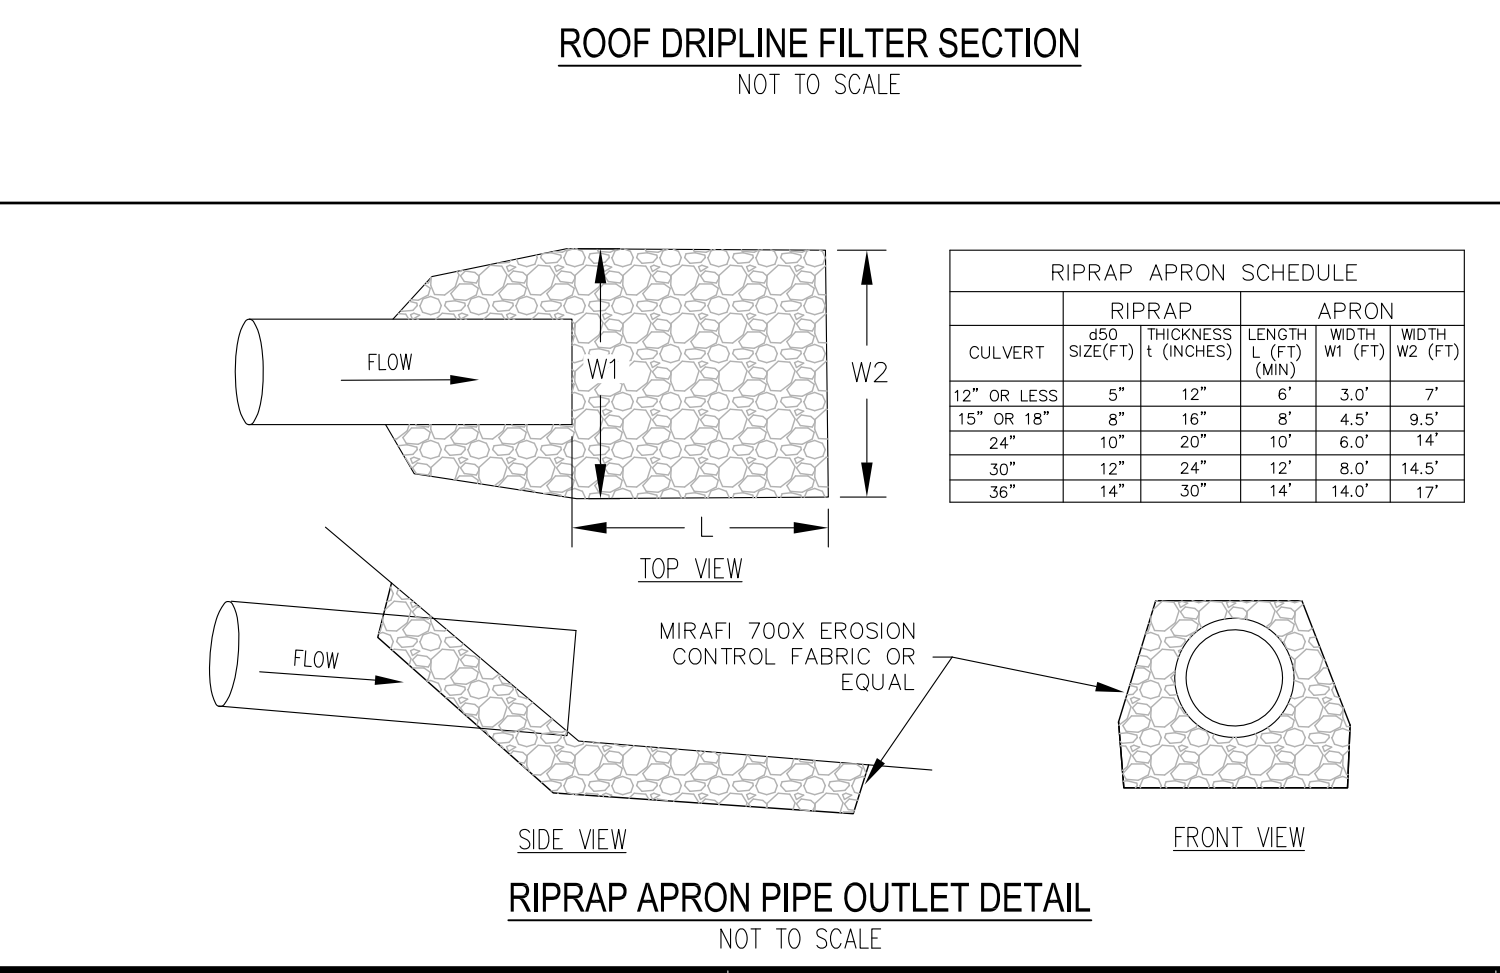 ROOF DRIPLINE FILTER SECTION
NOT TO SCALE
FLOW
W1
W2
L
TOP VIEW
RIPRAP APRON SCHEDULE
RIPRAP APRON
CULVERT d50 SIZE(FT) THICKNESS t (INCHES) LENGTH L (FT) (MIN) WIDTH W1 (FT) WIDTH W2 (FT)
12" OR LESS 5" 12" 6' 3.0' 7'
15" OR 18" 8" 16" 8' 4.5' 9.5'
24" 10" 20" 10' 6.0' 14'
30" 12" 24" 12' 8.0' 14.5'
36" 14" 30" 14' 14.0' 17'
FLOW
MIRAFI 700X EROSION
CONTROL FABRIC OR
EQUAL
SIDE VIEW
FRONT VIEW
RIPRAP APRON PIPE OUTLET DETAIL
NOT TO SCALE